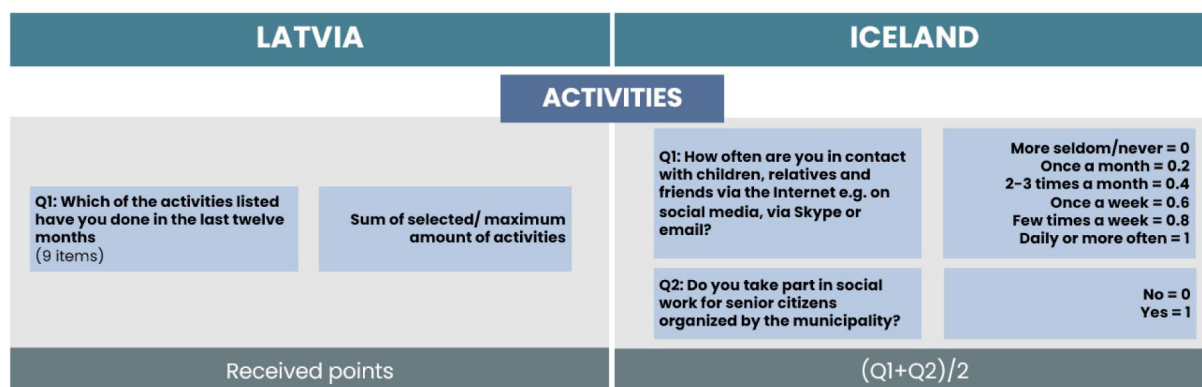 LATVIA
ICELAND
ACTIVITIES
Q1: Which of the activities listed
have you done in the last twelve
months
(9 items)
Sum of selected/ maximum
amount of activities
Q1: How often are you in contact
with children, relatives and
friends via the Internet e.g. on
social media, via Skype or
email?
More seldom/never = 0
Once a month = 0.2
2-3 times a month = 0.4
Once a week = 0.6
Few times a week = 0.8
Daily or more often = 1
Q2: Do you take part in social
work for senior citizens
organized by the municipality?
No = 0
Yes = 1
Received points
(Q1+Q2)/2